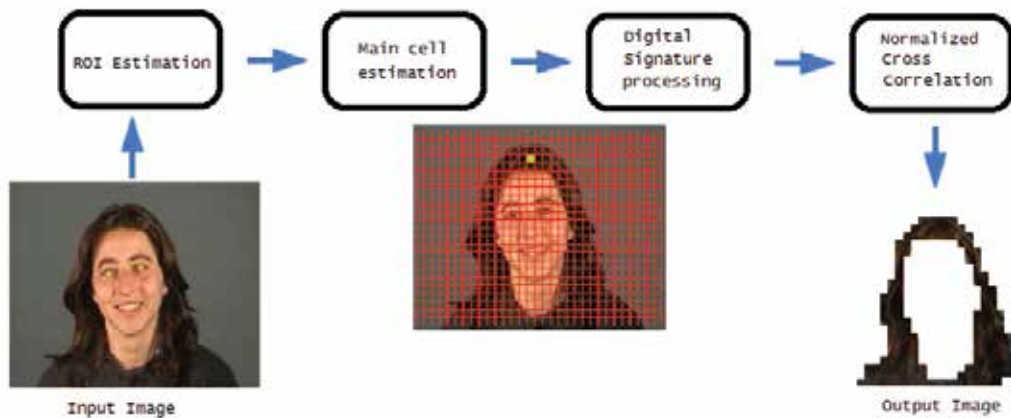 ROI Estimation
Main cell
estimation
Digital
Signature
processing
Normalized
Cross
Correlation
Input Image
Output Image